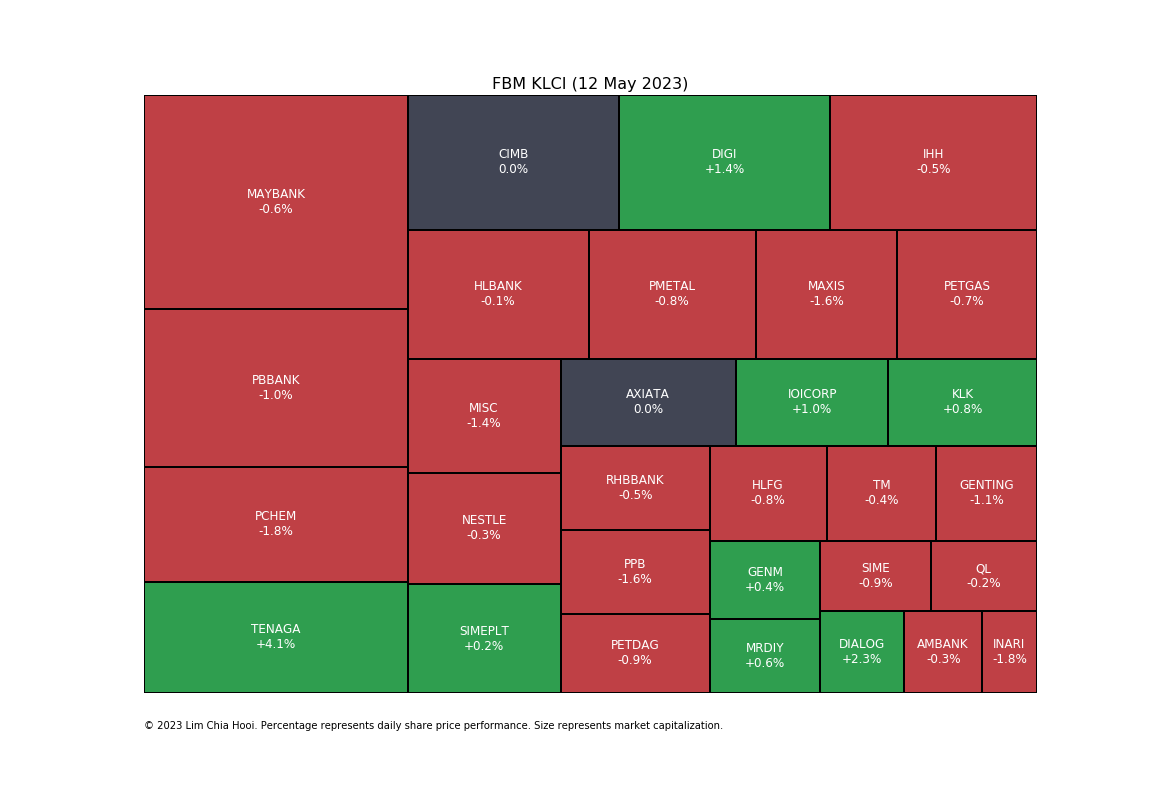 FBM KLCI (12 May 2023)
MAYBANK
-0.6%
PBBANK
-1.0%
PCHEM
-1.8%
TENAGA
+4.1%
CIMB
0.0%
DIGI
+1.4%
IHH
-0.5%
HLBANK
-0.1%
PMETAL
-0.8%
MAXIS
-1.6%
PETGAS
-0.7%
MISC
-1.4%
NESTLE
-0.3%
SIMEPLT
+0.2%
AXIATA
0.0%
IOICORP
+1.0%
KLK
+0.8%
RHBBANK
-0.5%
PPB
-1.6%
PETDAG
-0.9%
HLFG
-0.8%
TM
-0.4%
GENTING
-1.1%
GENM
+0.4%
MRDIY
+0.6%
SIME
-0.9%
QL
-0.2%
DIALOG
+2.3%
AMBANK
-0.3%
INARI
-1.8%
© 2023 Lim Chia Hooi. Percentage represents daily share price performance. Size represents market capitalization.